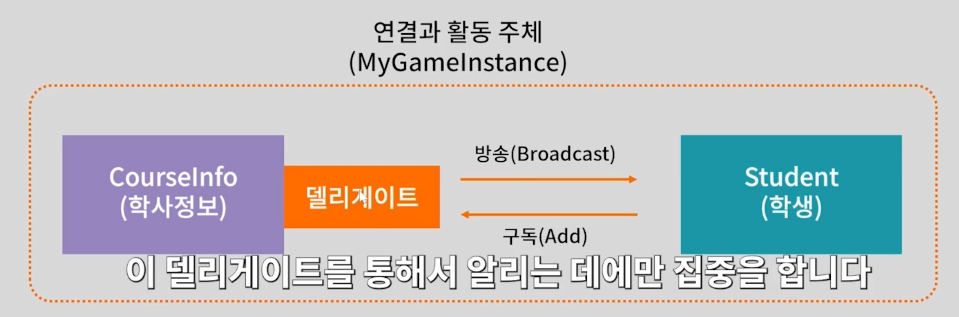 연결과 활동 주체
(MyGameInstance)
CourseInfo
(학사정보)
델리게이트
방송(Broadcast)
구독(Add)
Student
(학생)
이 델리게이트를 통해서 알리는 데에만 집중을 합니다